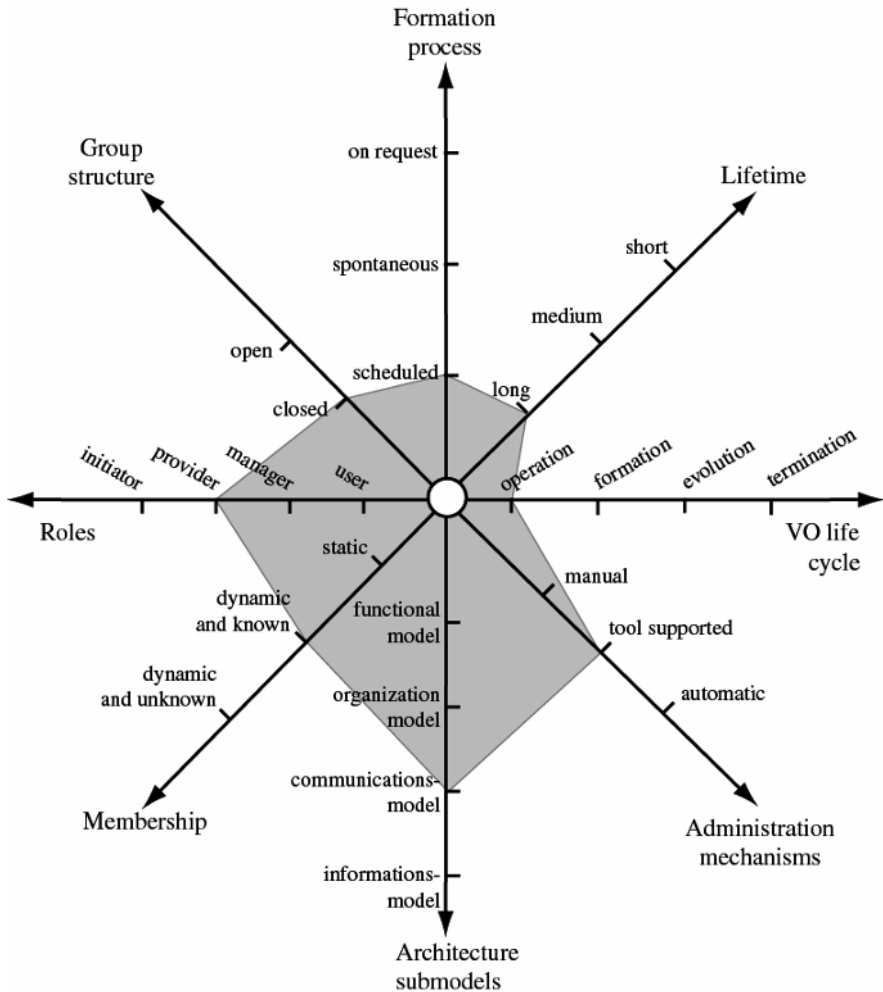 Formation
process
on request
Group
structure
Lifetime
short
spontaneous
medium
open
scheduled
long
closed
initiator
provider
manager
user
operation
formation
evolution
termination
Roles
VO life
cycle
static
manual
dynamic
and known
functional
model
tool supported
dynamic
and unknown
organization
model
automatic
communications-
model
Membership
Administration
mechanisms
informations-
model
Architecture
submodels